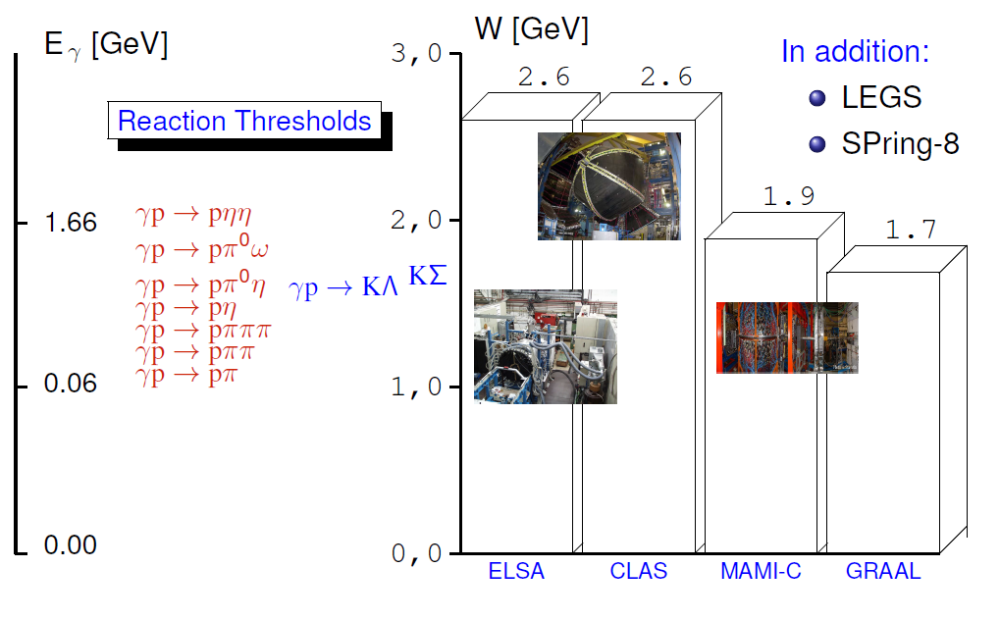 E γ [GeV]
Reaction Thresholds
1.66
0.06
0.00
γp → pηη
γp → pπ⁰ω
γp → pπ⁰η
γp → pη
γp → pπππ
γp → pππ
γp → pπ
γp → KΛ
KΣ
W [GeV]
3,0
2,0
1,0
0,0
2.6
2.6
1.9
1.7
ELSA
CLAS
MAMI-C
GRAAL
In addition:
LEGS
SPring-8